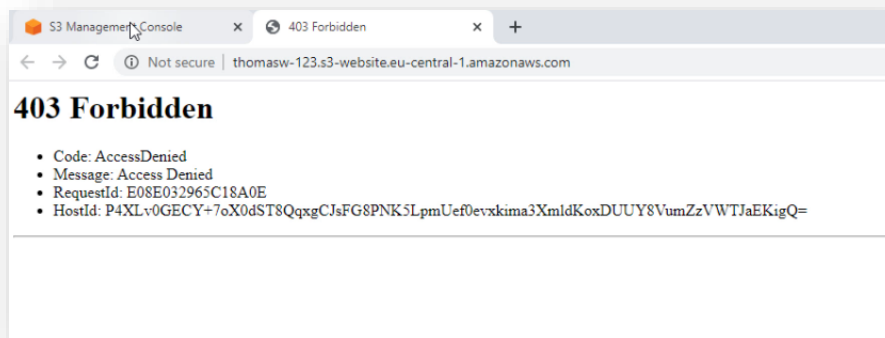 S3 Management Console
403 Forbidden
Not secure | thomasw-123.s3-website.eu-central-1.amazonaws.com
403 Forbidden
Code: AccessDenied
Message: Access Denied
RequestId: E08E032965C18A0E
HostId: P4XLv0GECY+7oX0dST8QqxgCJsFG8PNK5LpmUef0evxkima3XmldKoxDUUY8VumZzVWTJaEKigQ=